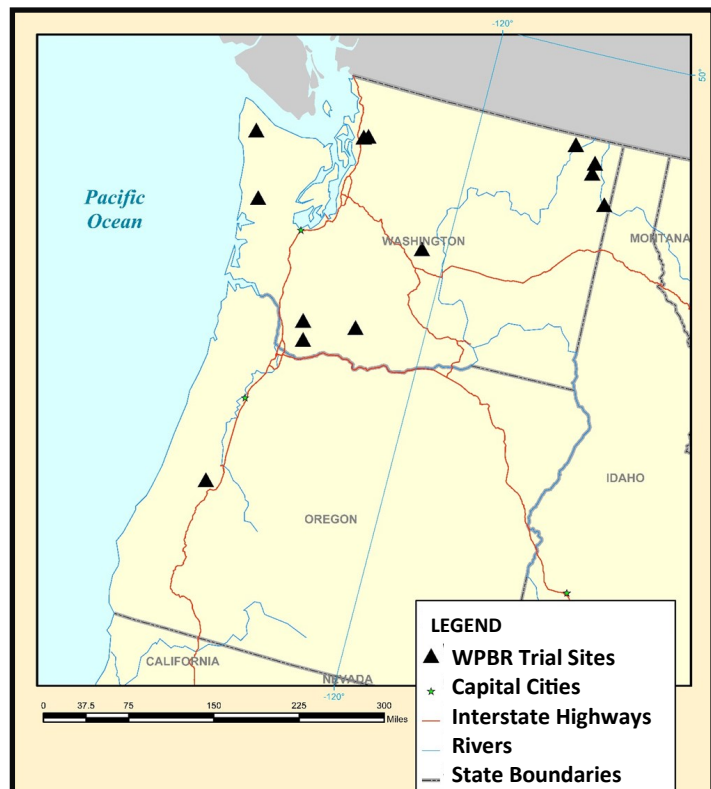 -120°
50°
Pacific
Ocean
WASHINGTON
MONTANA
IDAHO
OREGON
CALIFORNIA
NEVADA
-120°
LEGEND
WPBR Trial Sites
Capital Cities
Interstate Highways
Rivers
State Boundaries
0 37.5 75 150 225 300
Miles